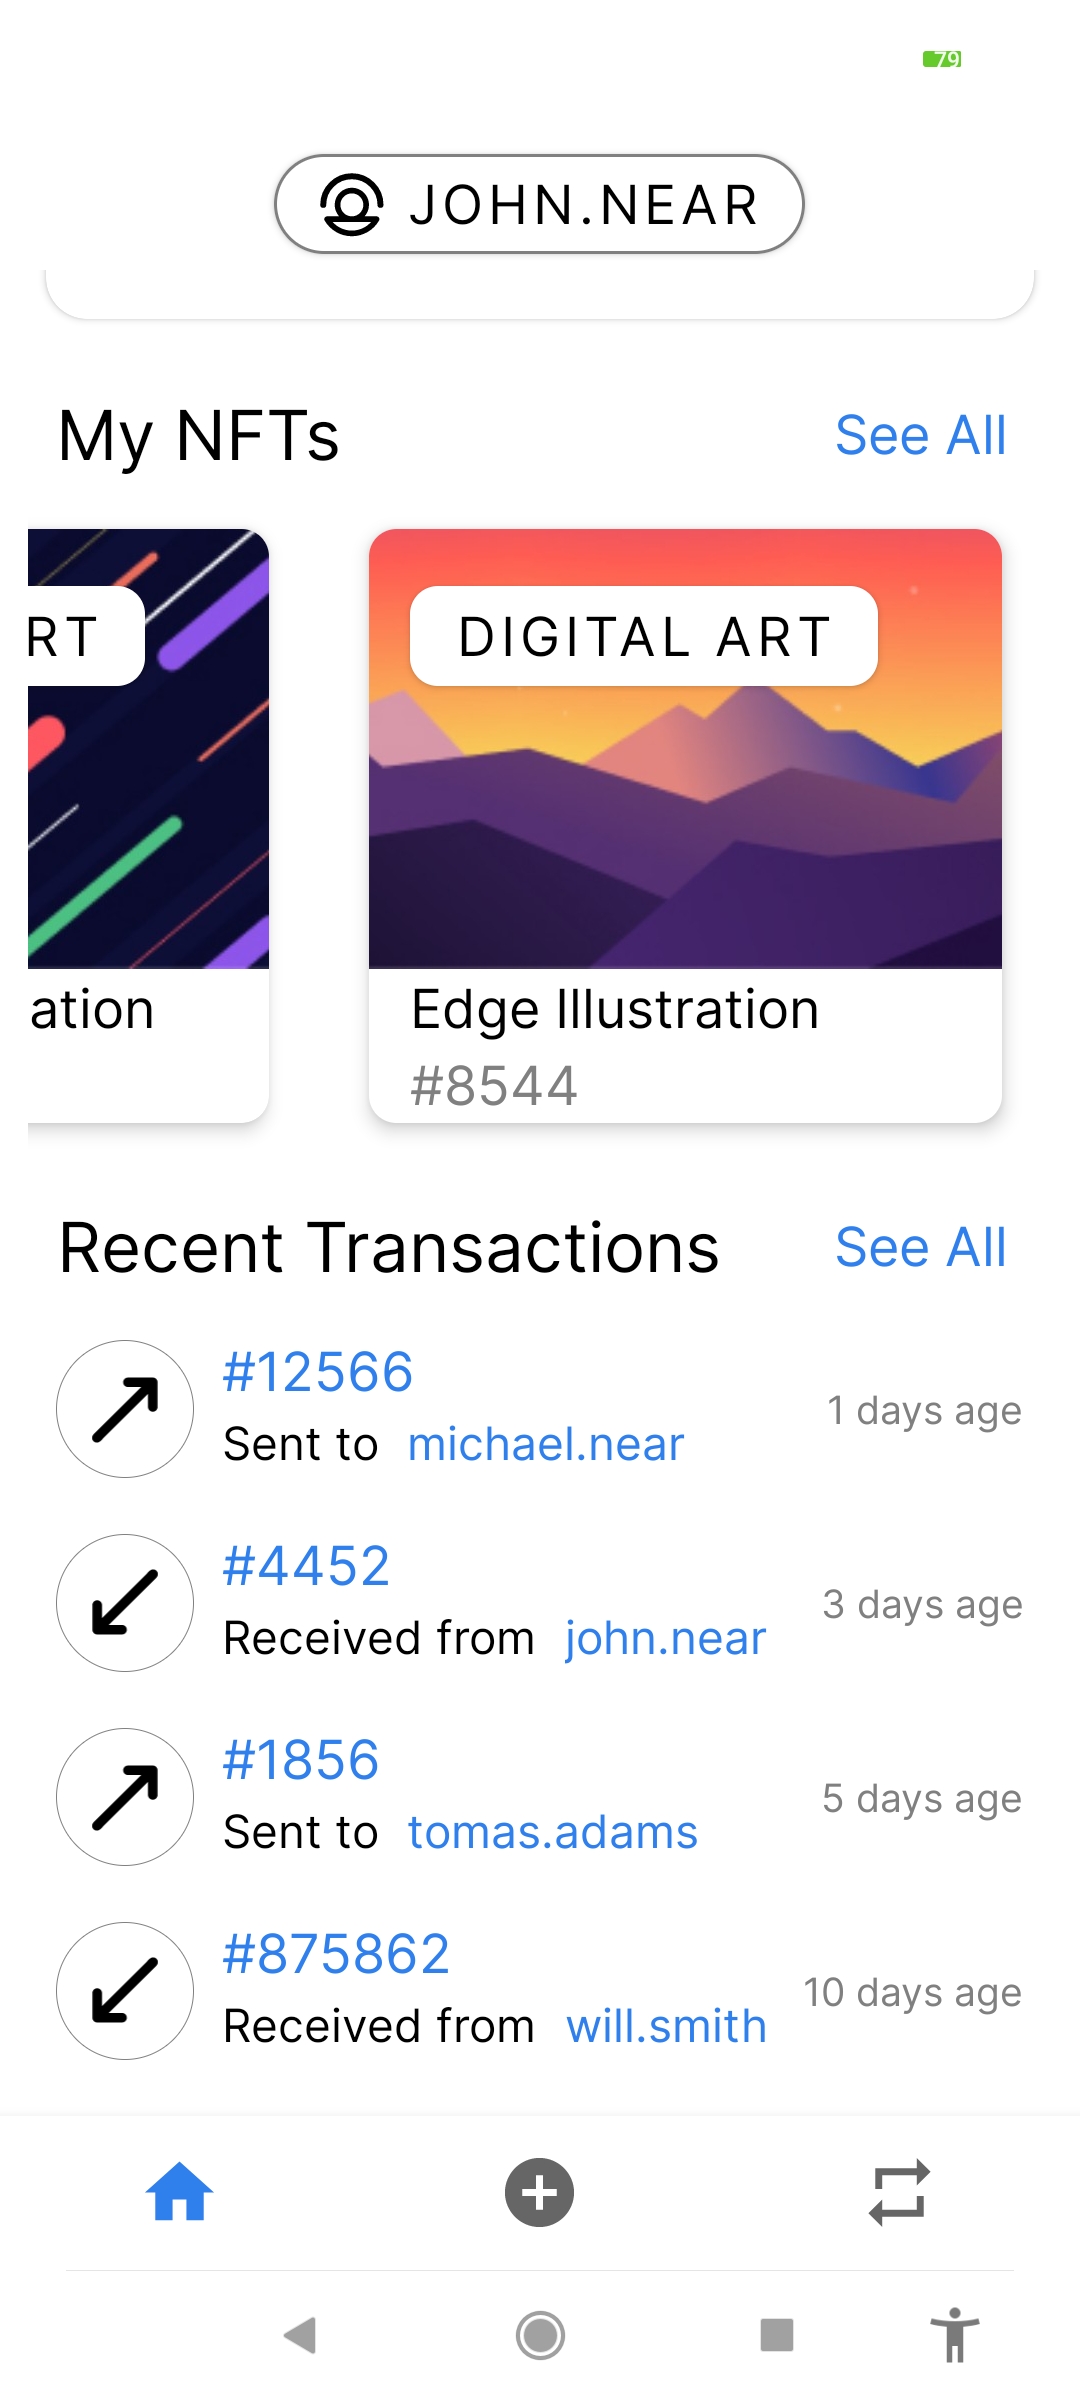 79
JOHN.NEAR
My NFTs See All
RT
DIGITAL ART
ation
Edge Illustration
#8544
Recent Transactions See All
#12566
Sent to michael.near
1 days age
#4452
Received from john.near
3 days age
#1856
Sent to tomas.adams
5 days age
#875862
Received from will.smith
10 days age